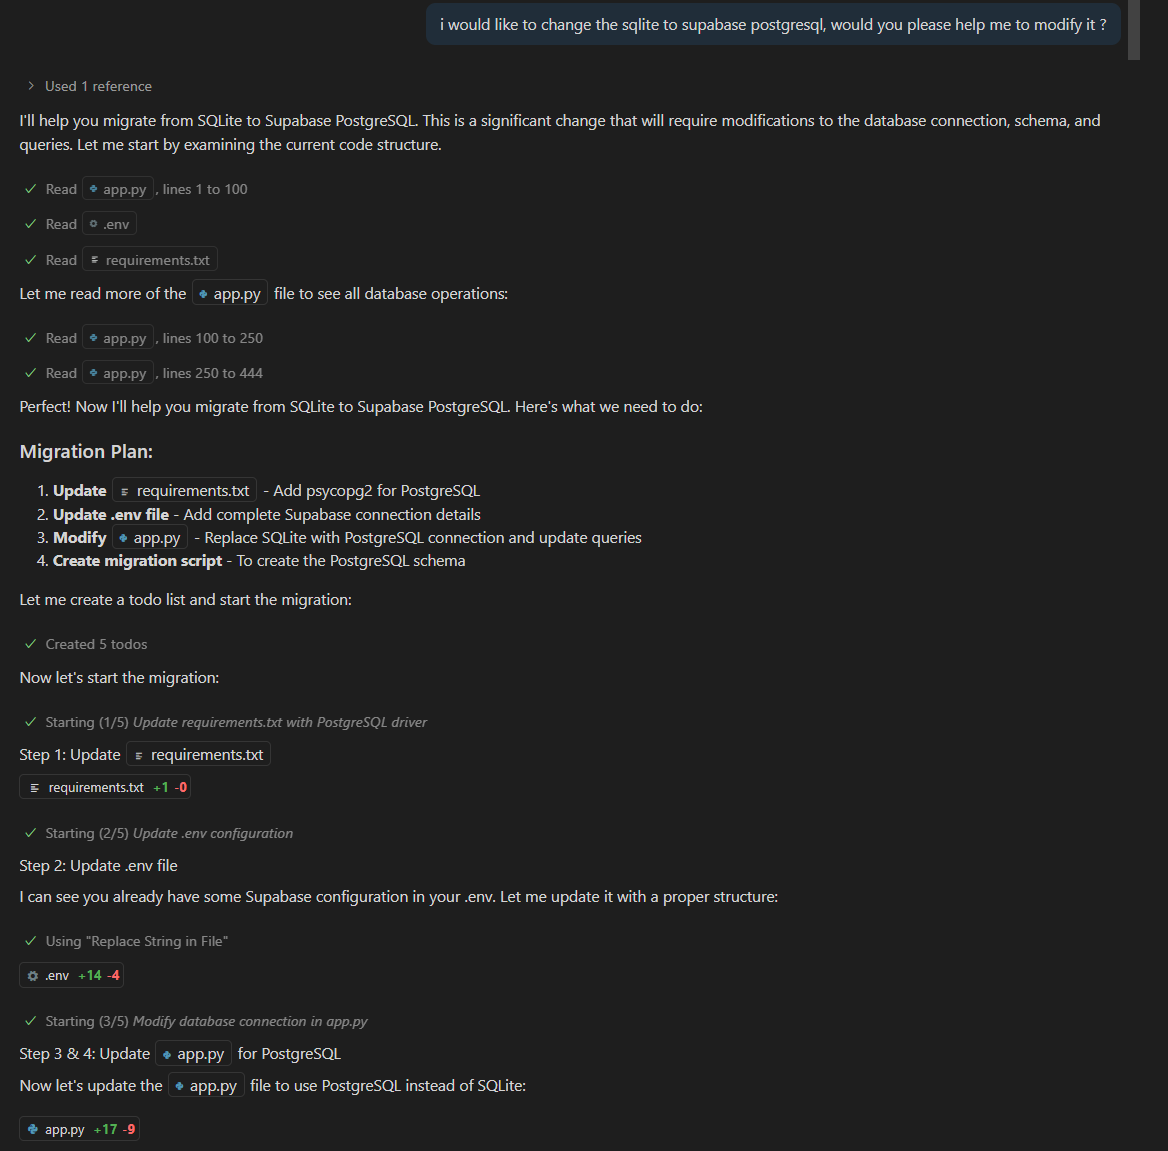 i would like to change the sqlite to supabase postgresql, would you please help me to modify it ?
Used 1 reference
I'll help you migrate from SQLite to Supabase PostgreSQL. This is a significant change that will require modifications to the database connection, schema, and
queries. Let me start by examining the current code structure.
Read app.py, lines 1 to 100
Read .env
Read requirements.txt
Let me read more of the app.py file to see all database operations:
Read app.py, lines 100 to 250
Read app.py, lines 250 to 444
Perfect! Now I'll help you migrate from SQLite to Supabase PostgreSQL. Here's what we need to do:
Migration Plan:
1. Update requirements.txt - Add psycopg2 for PostgreSQL
2. Update .env file - Add complete Supabase connection details
3. Modify app.py - Replace SQLite with PostgreSQL connection and update queries
4. Create migration script - To create the PostgreSQL schema
Let me create a todo list and start the migration:
Created 5 todos
Now let's start the migration:
Starting (1/5) Update requirements.txt with PostgreSQL driver
Step 1: Update requirements.txt
requirements.txt +1 -0
Starting (2/5) Update .env configuration
Step 2: Update .env file
I can see you already have some Supabase configuration in your .env. Let me update it with a proper structure:
Using "Replace String in File"
.env +14 -4
Starting (3/5) Modify database connection in app.py
Step 3 & 4: Update app.py for PostgreSQL
Now let's update the app.py file to use PostgreSQL instead of SQLite:
app.py +17 -9